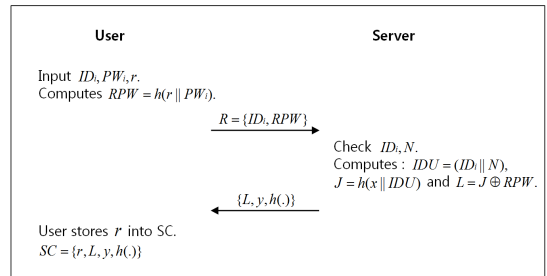 User
Server
Input IDi, PWi, r.
Computes RPW = h(r || PWi).
R = {IDi, RPW}
Check IDi, N.
Computes : IDU = (IDi || N),
J = h(x || IDU) and L = J ⊕ RPW.
{L, y, h(.)}
User stores r into SC.
SC = {r, L, y, h(.)}